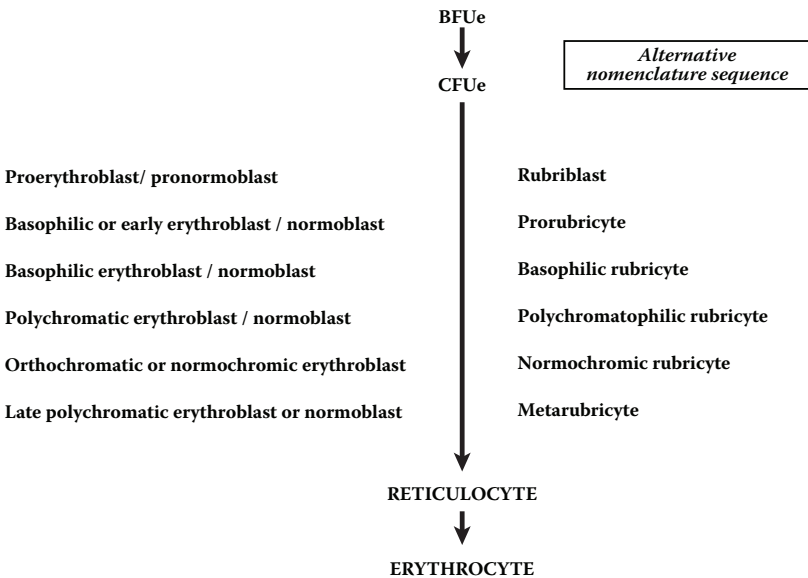 BFUe
Alternative
nomenclature sequence
CFUe
Proerythroblast/ pronormoblast
Rubriblast
Basophilic or early erythroblast / normoblast
Prorubricyte
Basophilic erythroblast / normoblast
Basophilic rubricyte
Polychromatic erythroblast / normoblast
Polychromatophilic rubricyte
Orthochromatic or normochromic erythroblast
Normochromic rubricyte
Late polychromatic erythroblast or normoblast
Metarubricyte
RETICULOCYTE
ERYTHROCYTE